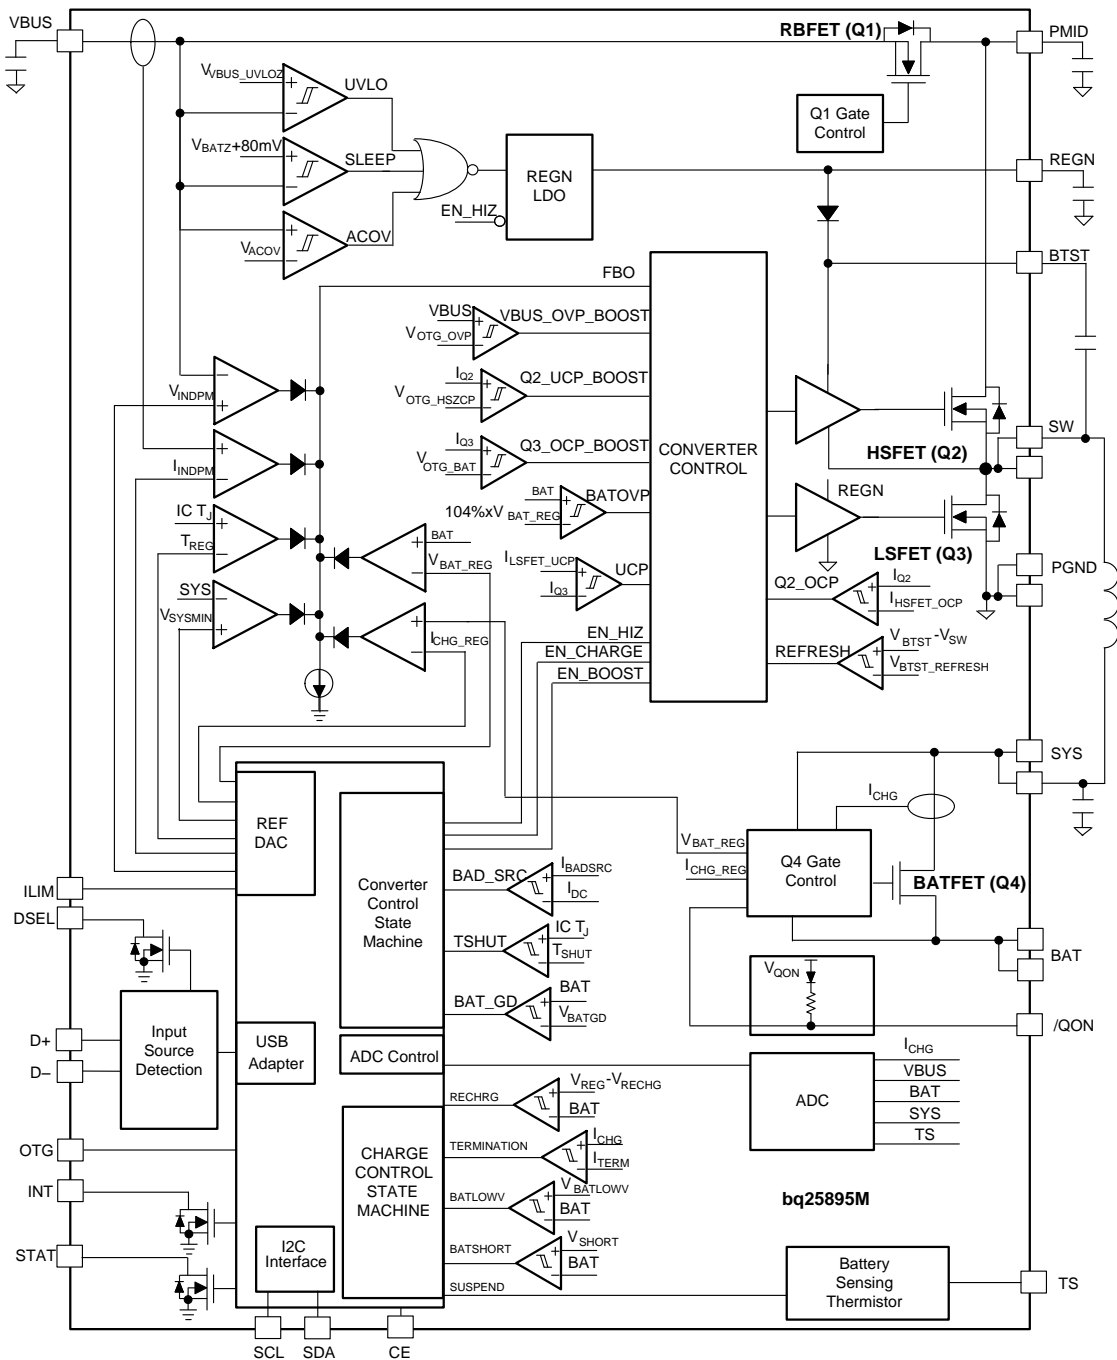 VBUS
RBFET (Q1)
PMID
VVBUS_UVLOZ
+
−
UVLO
Q1 Gate
Control
VBATZ+80mV
+
−
SLEEP
REGN
LDO
REGN
EN_HIZ
+
−
ACOV
VACOV
BTST
FBO
VBUS
+
−
VBUS_OVP_BOOST
VOTG_OVP
IQ2
+
−
Q2_UCP_BOOST
VOTG_HSZCP
−
+
VINDPM
IQ3
+
−
Q3_OCP_BOOST
VOTG_BAT
CONVERTER
CONTROL
HSFET (Q2)
SW
+
−
IINDPM
BAT
+
−
BATOVP
104%xVBAT_REG
REGN
LSFET (Q3)
IC TJ
+
−
TREG
+
−
BAT
VBAT_REG
ILSFET_UCP
+
−
UCP
IQ3
Q2_OCP
+
−
IQ2
IHSFET_OCP
PGND
SYS
−
+
VSYSMIN
+
−
ICHG_REG
EN_HIZ
EN_CHARGE
EN_BOOST
REFRESH
+
−
VBTST-VSW
VBTST_REFRESH
SYS
ICHG
REF
DAC
VBAT_REG
ICHG_REG
Q4 Gate
Control
BATFET (Q4)
Converter
Control
State
Machine
BAD_SRC
+
−
IBADSRC
IDC
ILIM
DSEL
TSHUT
+
−
IC TJ
TSHUT
BAT
VQON
BAT_GD
+
−
BAT
VBATGD
/QON
D+
D−
Input
Source
Detection
USB
Adapter
ADC Control
ADC
ICHG
VBUS
BAT
SYS
TS
RECHRG
+
−
VREG-VRECHG
BAT
OTG
CHARGE
CONTROL
STATE
MACHINE
TERMINATION
+
−
ICHG
ITERM
INT
BATLOWV
+
−
VBATLOWV
BAT
bq25895M
STAT
I2C
Interface
BATSHORT
+
−
VSHORT
BAT
SUSPEND
Battery
Sensing
Thermistor
TS
SCL
SDA
CE